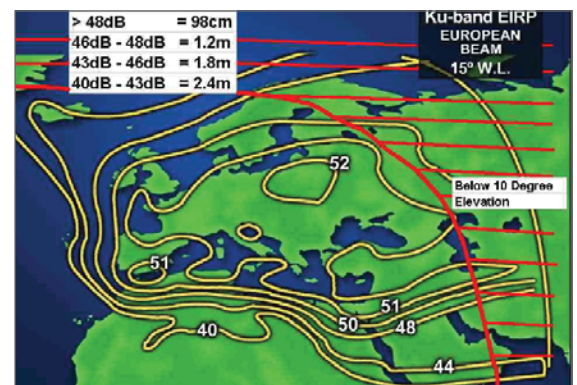 > 48dB = 98cm
46dB - 48dB = 1.2m
43dB - 46dB = 1.8m
40dB - 43dB = 2.4m
Ku-band EIRP
EUROPEAN
BEAM
15º W.L.
52
Below 10 Degree
Elevation
51
51
50
48
40
44